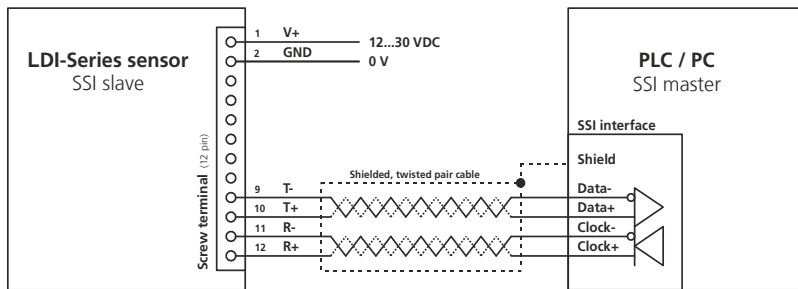 LDI-Series sensor
SSI slave
Screw terminal (12 pin)
1 V+ 12...30 VDC
2 GND 0 V
9 T-
10 T+
11 R-
12 R+
Shielded, twisted pair cable
PLC / PC
SSI master
SSI interface
Shield
Data-
Data+
Clock-
Clock+